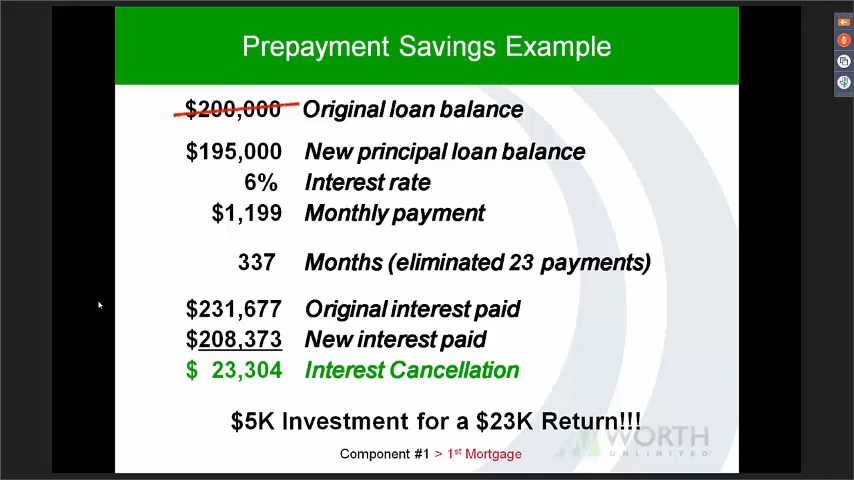 Prepayment Savings Example
$200,000 Original loan balance
$195,000 New principal loan balance
6% Interest rate
$1,199 Monthly payment
337 Months (eliminated 23 payments)
$231,677 Original interest paid
$208,373 New interest paid
$ 23,304 Interest Cancellation
$5K Investment for a $23K Return!!!
WORTH
UNLIMITED
Component #1 > 1st Mortgage